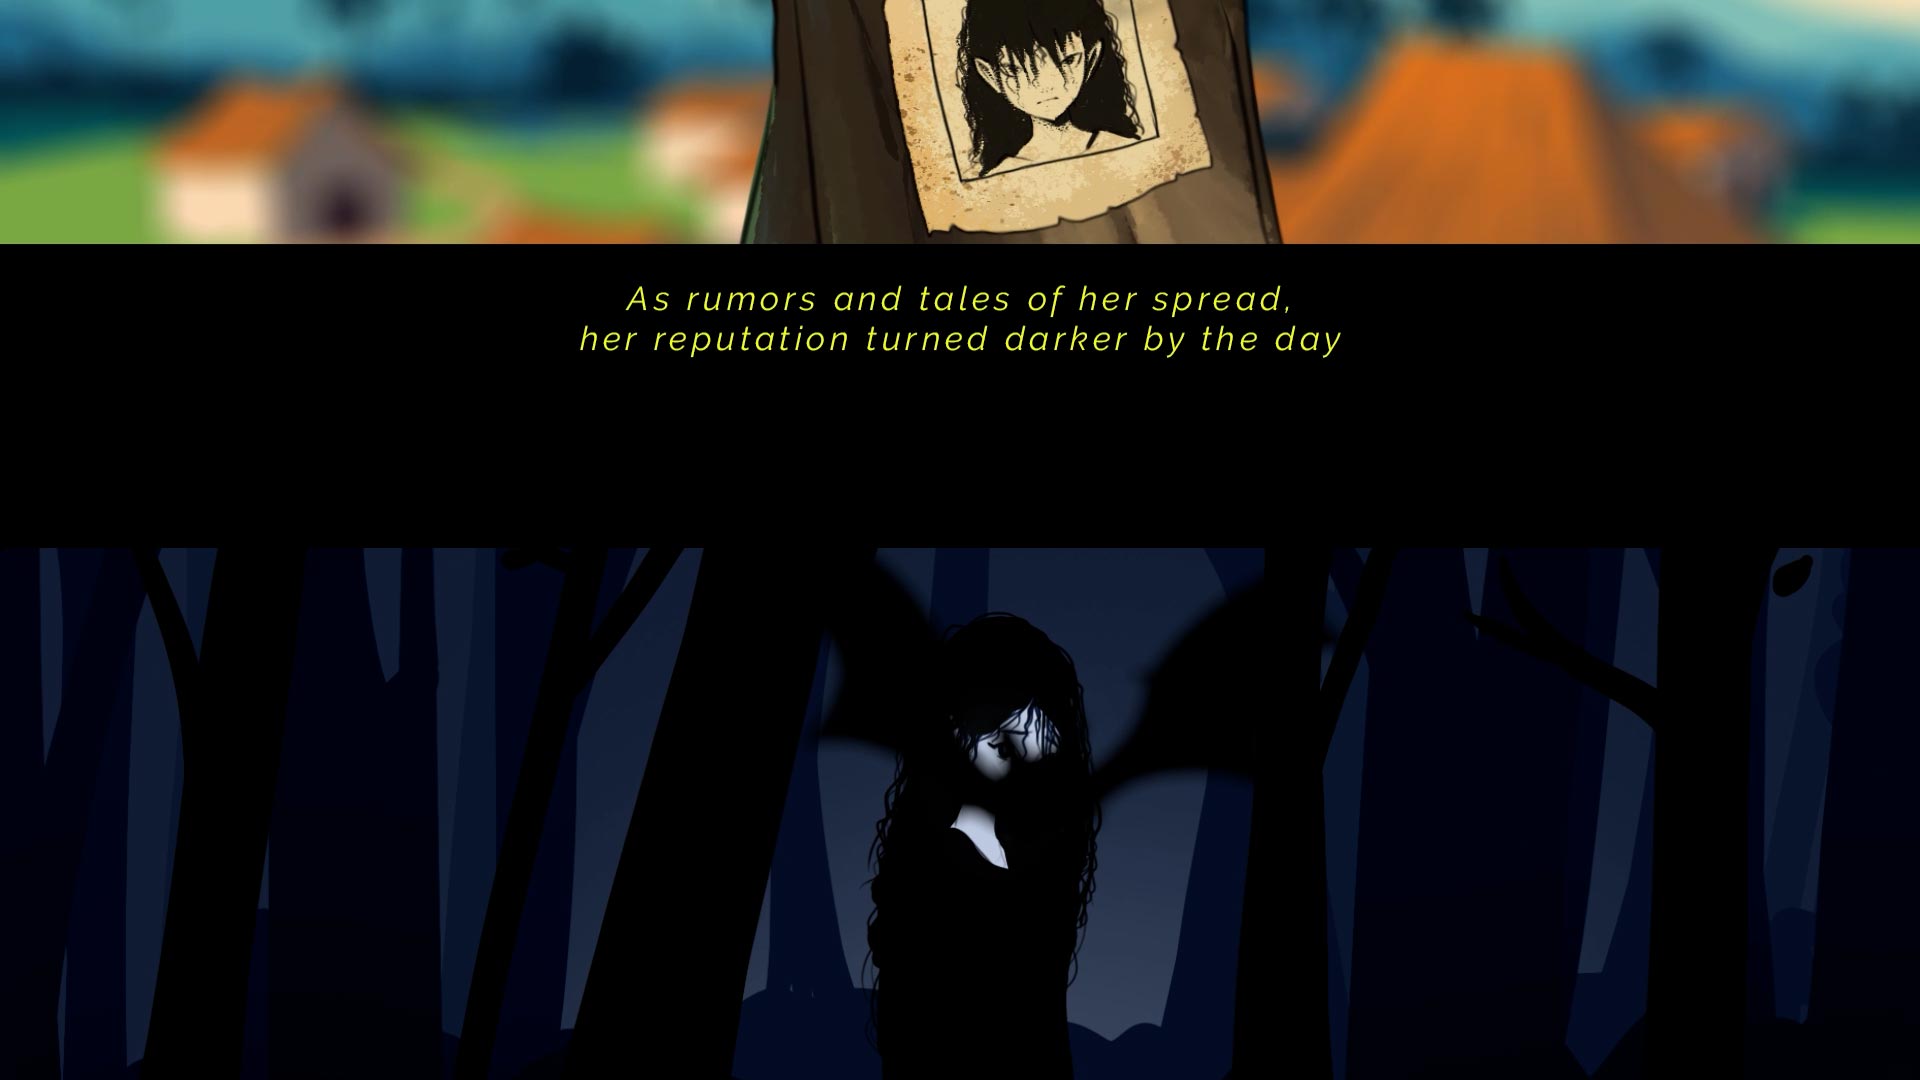 As rumors and tales of her spread,
her reputation turned darker by the day